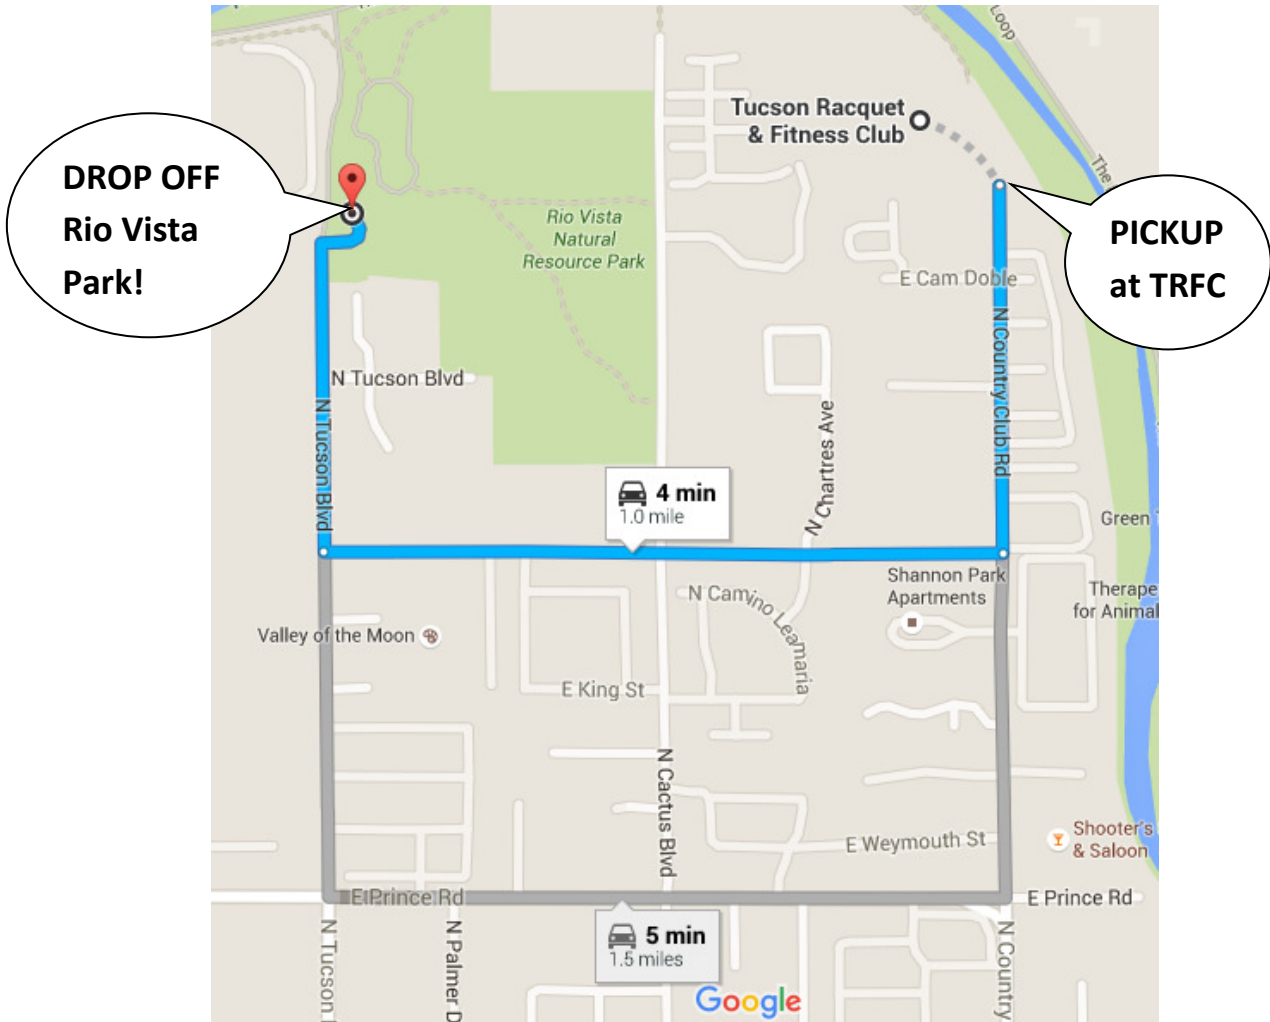 Loop
Tucson Racquet
& Fitness Club
The
DROP OFF
Rio Vista
Park!
PICKUP
at TRFC
Rio Vista
Natural
Resource Park
E Cam Doble
N Country Club Rd
N Tucson Blvd
N Tucson Blvd
N Chartres Ave
4 min
1.0 mile
Green
Shannon Park
Apartments
N Camino Leamaria
Therape
for Animal
Valley of the Moon
E King St
N Cactus Blvd
E Weymouth St
Shooter's
& Saloon
E Prince Rd
E Prince Rd
N Tucson
N Palmer D
5 min
1.5 miles
N Country
Google